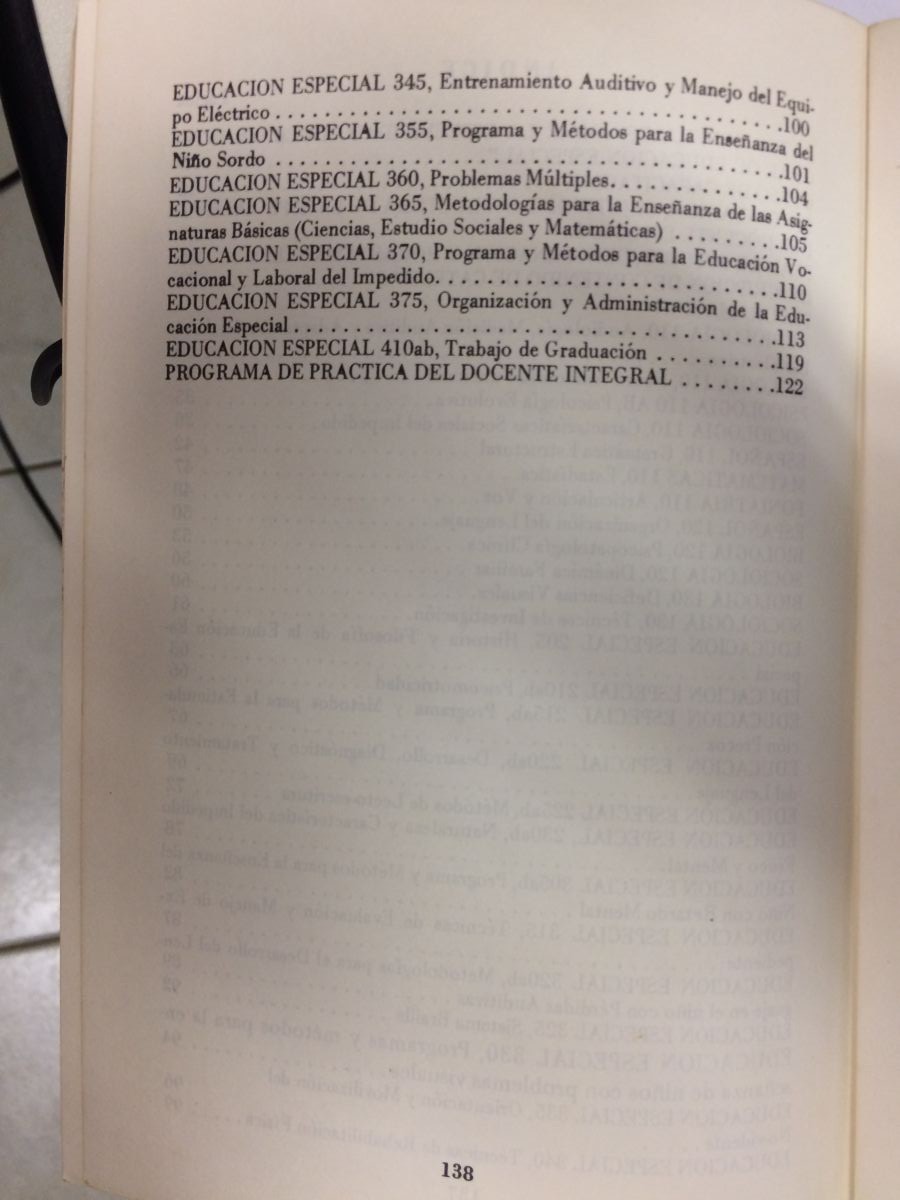 EDUCACION ESPECIAL 345, Entrenamiento Auditivo y Manejo del Equi-
po Eléctrico . . . . . . . . . . . . . . . . . . . . . . . . . . . . . . . . . . . . . . .100
EDUCACION ESPECIAL 355, Programa y Métodos para la Enseñanza del
Niño Sordo . . . . . . . . . . . . . . . . . . . . . . . . . . . . . . . . . . . . . . .101
EDUCACION ESPECIAL 360, Problemas Múltiples. . . . . . . . . . . . . .104
EDUCACION ESPECIAL 365, Metodologías para la Enseñanza de las Asig-
naturas Básicas (Ciencias, Estudio Sociales y Matemáticas) . . . . . . . . .105
EDUCACION ESPECIAL 370, Programa y Métodos para la Educación Vo-
cacional y Laboral del Impedido. . . . . . . . . . . . . . . . . . . . . . . . . .110
EDUCACION ESPECIAL 375, Organización y Administración de la Edu-
cación Especial . . . . . . . . . . . . . . . . . . . . . . . . . . . . . . . . . . . . .113
EDUCACION ESPECIAL 410ab, Trabajo de Graduación . . . . . . . . . .119
PROGRAMA DE PRACTICA DEL DOCENTE INTEGRAL . . . . . . . .122
138